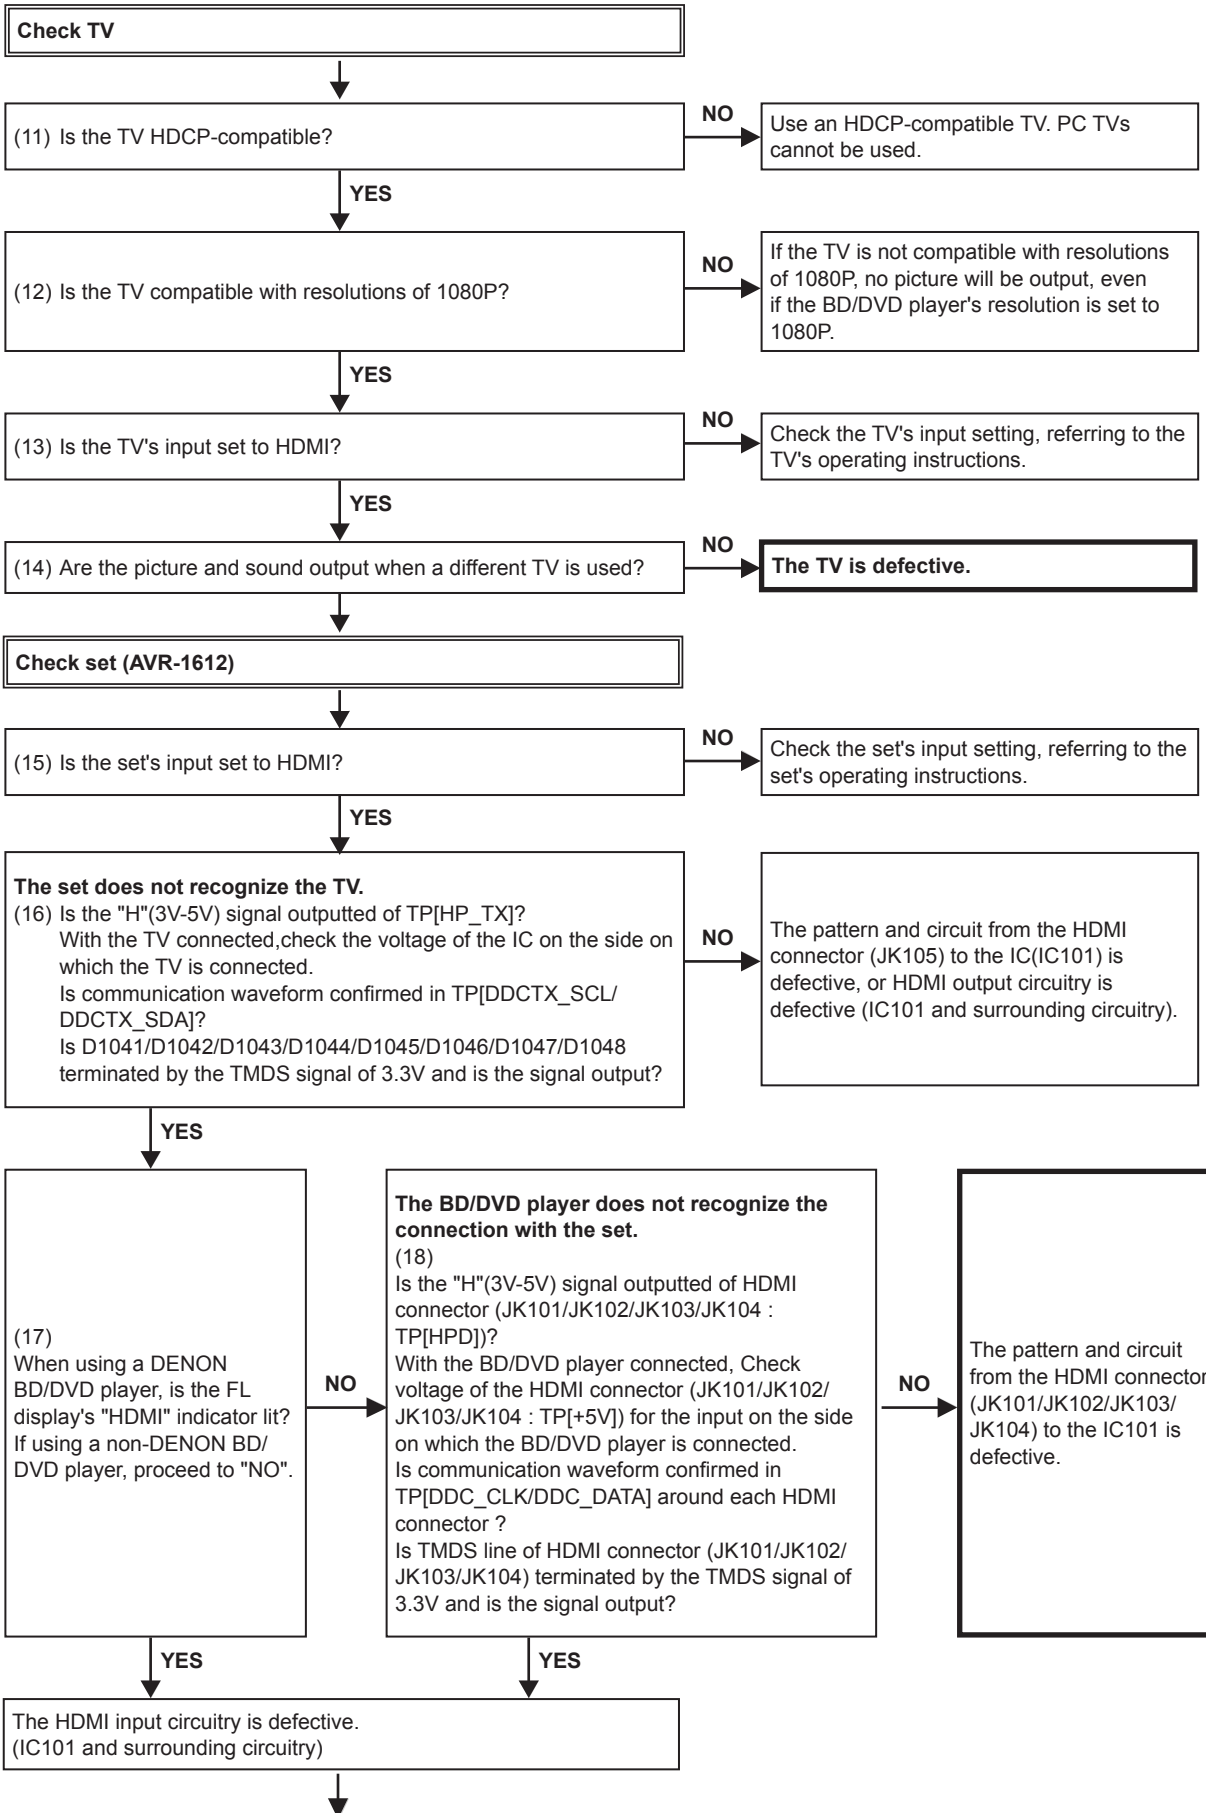 Check TV
(11) Is the TV HDCP-compatible?
NO
Use an HDCP-compatible TV. PC TVs
cannot be used.
YES
(12) Is the TV compatible with resolutions of 1080P?
NO
If the TV is not compatible with resolutions
of 1080P, no picture will be output, even
if the BD/DVD player's resolution is set to
1080P.
YES
(13) Is the TV's input set to HDMI?
NO
Check the TV's input setting, referring to the
TV's operating instructions.
YES
(14) Are the picture and sound output when a different TV is used?
NO
The TV is defective.
Check set (AVR-1612)
(15) Is the set's input set to HDMI?
NO
Check the set's input setting, referring to the
set's operating instructions.
YES
The set does not recognize the TV.
(16) Is the "H"(3V-5V) signal outputted of TP[HP_TX]?
With the TV connected,check the voltage of the IC on the side on
which the TV is connected.
Is communication waveform confirmed in TP[DDCTX_SCL/
DDCTX_SDA]?
Is D1041/D1042/D1043/D1044/D1045/D1046/D1047/D1048
terminated by the TMDS signal of 3.3V and is the signal output?
NO
The pattern and circuit from the HDMI
connector (JK105) to the IC(IC101) is
defective, or HDMI output circuitry is
defective (IC101 and surrounding circuitry).
YES
(17)
When using a DENON
BD/DVD player, is the FL
display's "HDMI" indicator lit?
If using a non-DENON BD/
DVD player, proceed to "NO".
NO
The BD/DVD player does not recognize the
connection with the set.
(18)
Is the "H"(3V-5V) signal outputted of HDMI
connector (JK101/JK102/JK103/JK104 :
TP[HPD])?
With the BD/DVD player connected, Check
voltage of the HDMI connector (JK101/JK102/
JK103/JK104 : TP[+5V]) for the input on the side
on which the BD/DVD player is connected.
Is communication waveform confirmed in
TP[DDC_CLK/DDC_DATA] around each HDMI
connector ?
Is TMDS line of HDMI connector (JK101/JK102/
JK103/JK104) terminated by the TMDS signal of
3.3V and is the signal output?
NO
The pattern and circuit
from the HDMI connector
(JK101/JK102/JK103/
JK104) to the IC101 is
defective.
YES
YES
The HDMI input circuitry is defective.
(IC101 and surrounding circuitry)